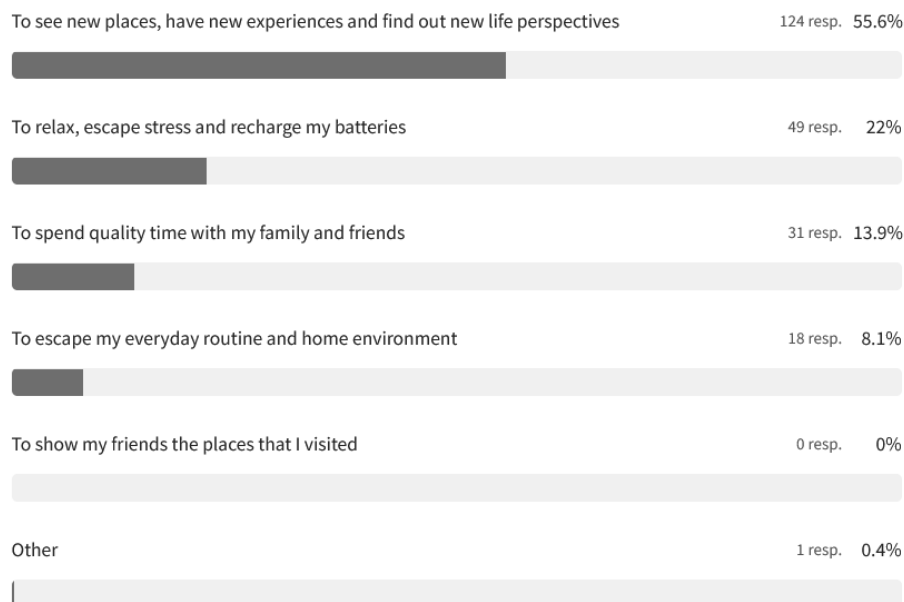 To see new places, have new experiences and find out new life perspectives 124 resp. 55.6%
To relax, escape stress and recharge my batteries 49 resp. 22%
To spend quality time with my family and friends 31 resp. 13.9%
To escape my everyday routine and home environment 18 resp. 8.1%
To show my friends the places that I visited 0 resp. 0%
Other 1 resp. 0.4%